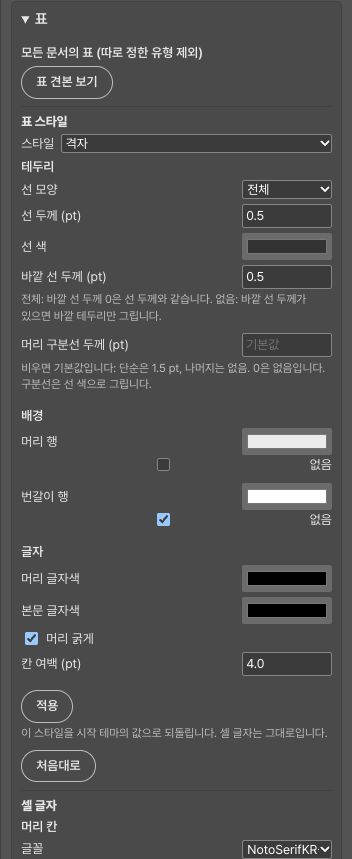 ▼ 표
모든 문서의 표 (따로 정한 유형 제외)
표 견본 보기
표 스타일
스타일 격자
테두리
선 모양 전체
선 두께 (pt) 0.5
선 색
바깥 선 두께 (pt) 0.5
전체: 바깥 선 두께 0은 선 두께와 같습니다. 없음: 바깥 선 두께가
있으면 바깥 테두리만 그립니다.
머리 구분선 두께 (pt) 기본값
비우면 기본값입니다: 단순은 1.5 pt, 나머지는 없음. 0은 없음입니다.
구분선은 선 색으로 그립니다.
배경
머리 행
없음
번갈이 행
없음
글자
머리 글자색
본문 글자색
머리 굵게
칸 여백 (pt) 4.0
적용
이 스타일을 시작 테마의 값으로 되돌립니다. 셀 글자는 그대로입니다.
처음대로
셀 글자
머리 칸
글꼴 NotoSerifKR-